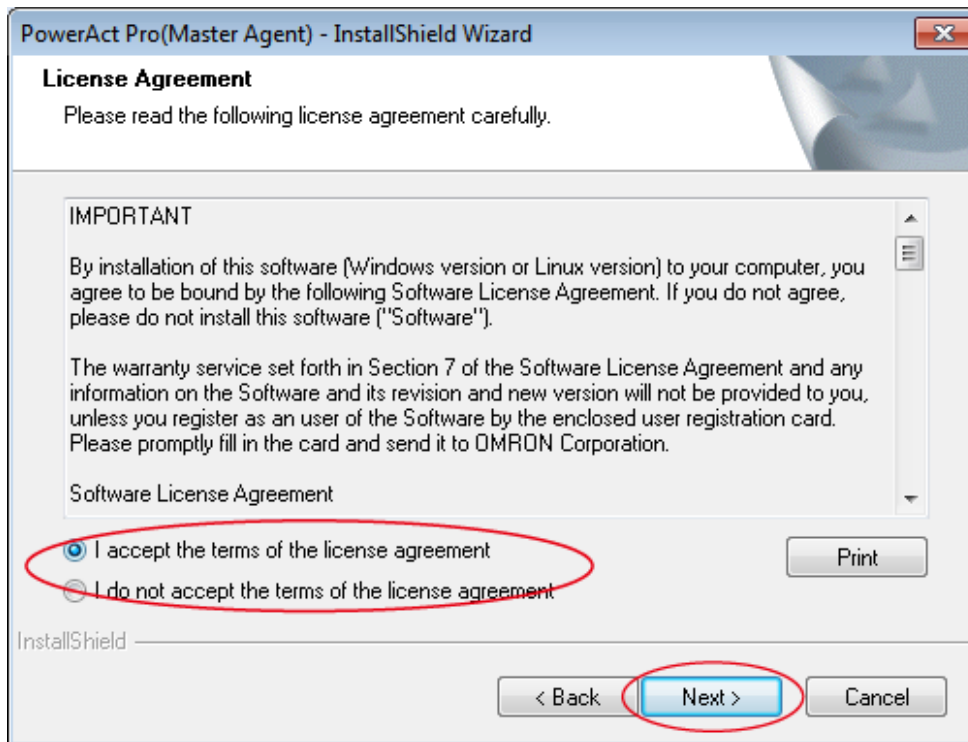 PowerAct Pro(Master Agent) - InstallShield Wizard
License Agreement
Please read the following license agreement carefully.
IMPORTANT
By installation of this software (Windows version or Linux version) to your computer, you
agree to be bound by the following Software License Agreement. If you do not agree,
please do not install this software ("Software").
The warranty service set forth in Section 7 of the Software License Agreement and any
information on the Software and its revision and new version will not be provided to you,
unless you register as an user of the Software by the enclosed user registration card.
Please promptly fill in the card and send it to OMRON Corporation.
Software License Agreement
I accept the terms of the license agreement
Print
I do not accept the terms of the license agreement
InstallShield
< Back
Next >
Cancel